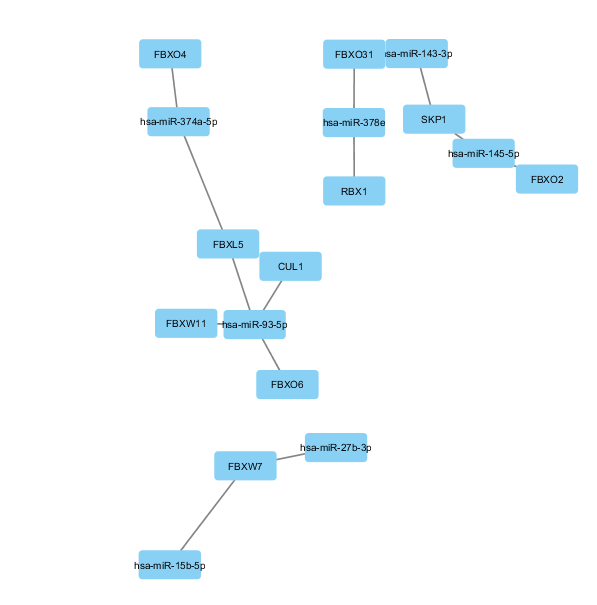 FBXO4
FBXO31
hsa-miR-143-3p
hsa-miR-374a-5p
hsa-miR-378e
SKP1
hsa-miR-145-5p
RBX1
FBXO2
FBXL5
CUL1
FBXW11
hsa-miR-93-5p
FBXO6
hsa-miR-27b-3p
FBXW7
hsa-miR-15b-5p